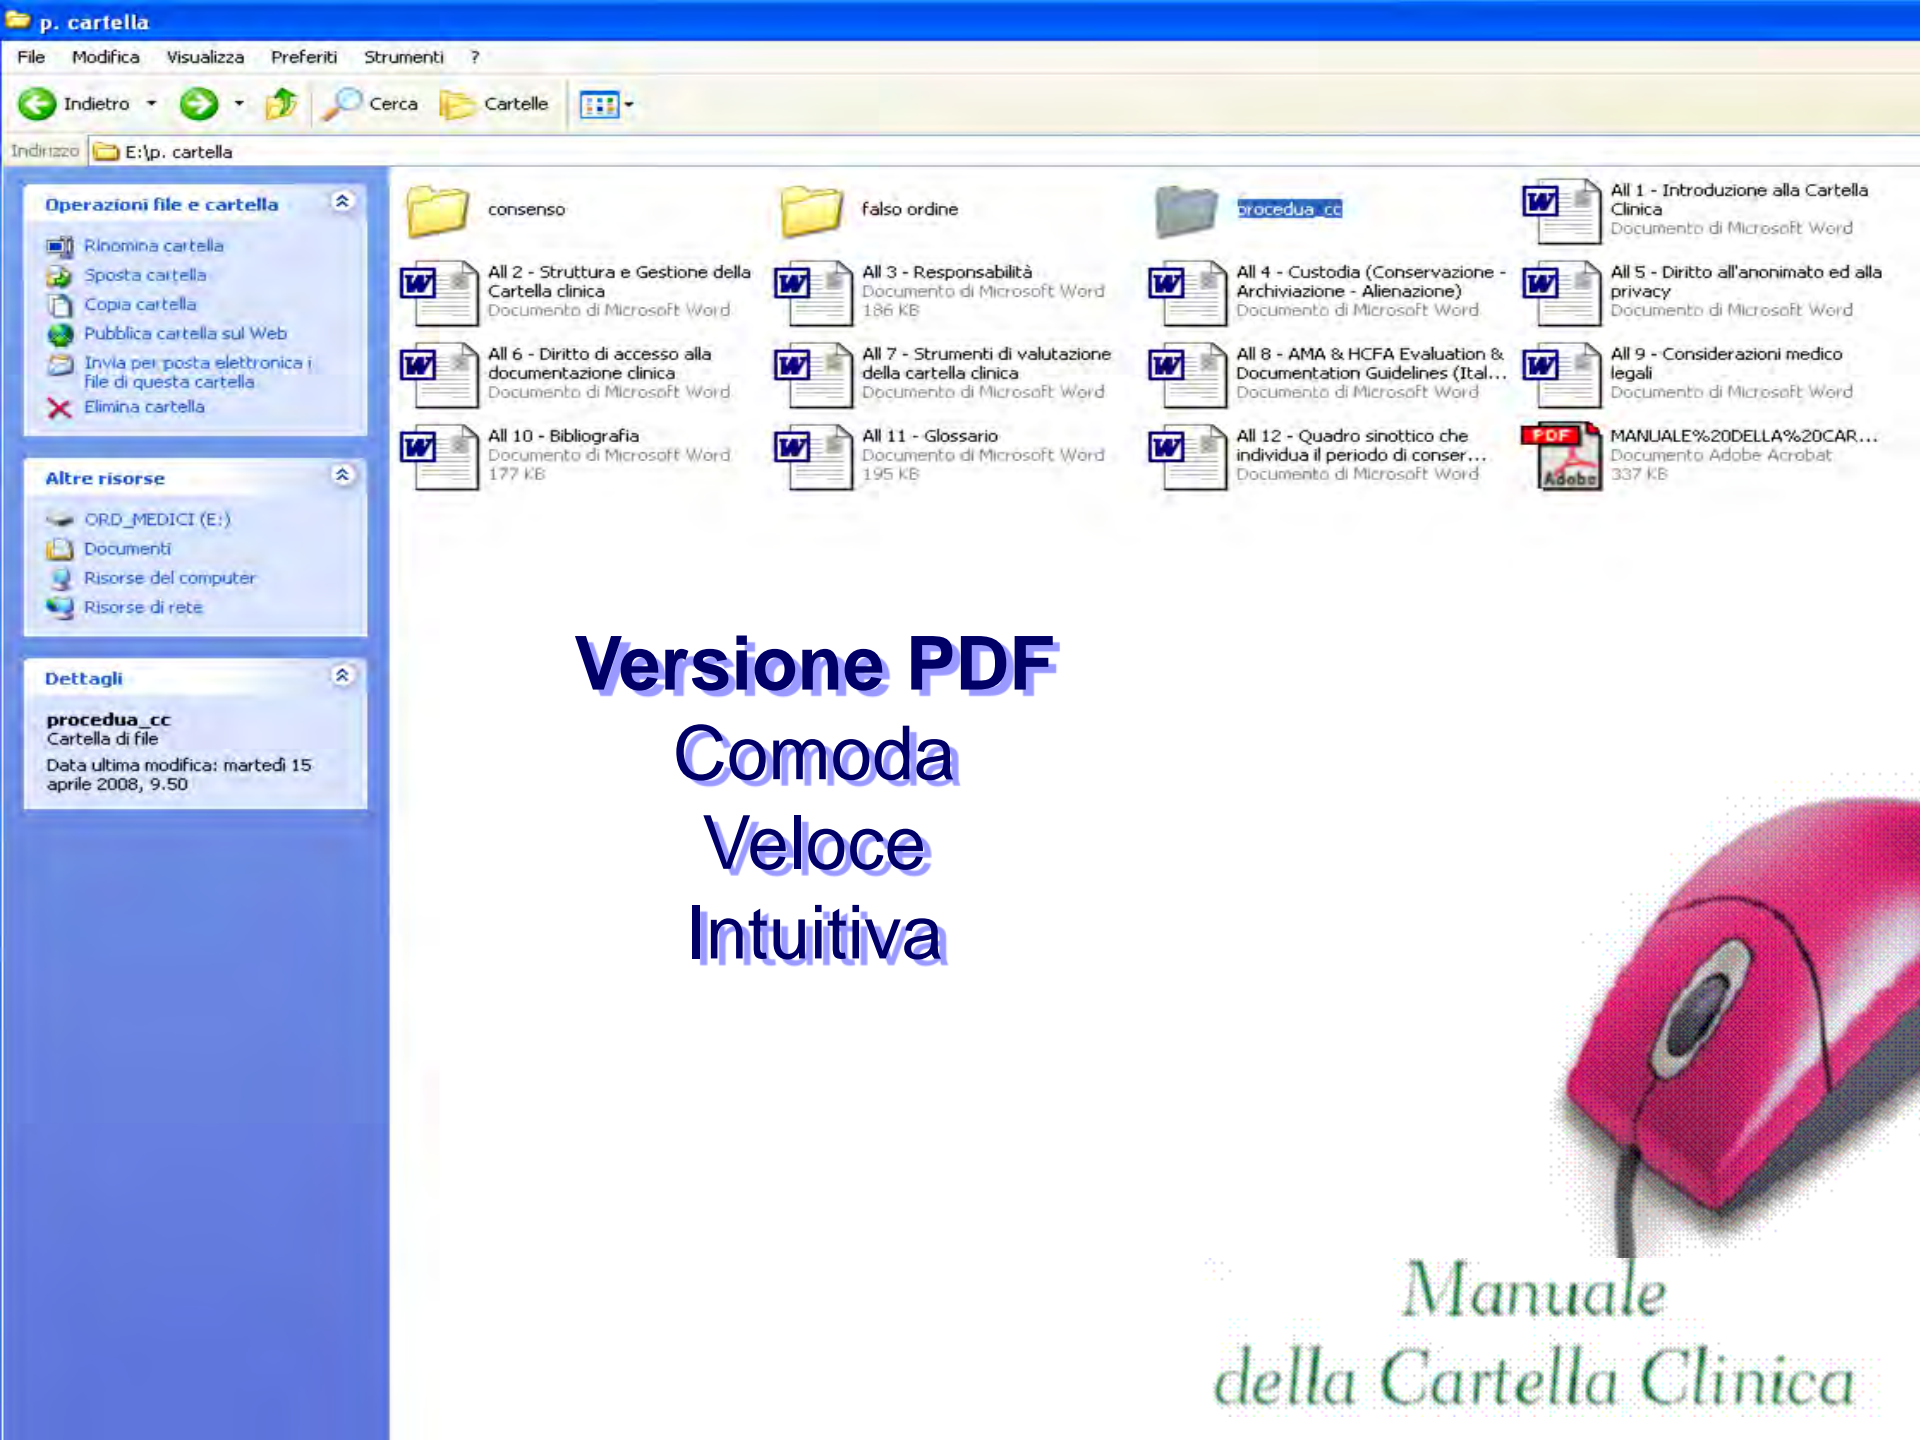 p. cartella
File Modifica Visualizza Preferiti Strumenti ?
Indietro Cerca Cartelle
Indirizzo E:\p. cartella
Operazioni file e cartella
Rinomina cartella
Sposta cartella
Copia cartella
Pubblica cartella sul Web
Invia per posta elettronica i
file di questa cartella
Elimina cartella
Altre risorse
ORD_MEDICI (E:)
Documenti
Risorse del computer
Risorse di rete
Dettagli
procedua_cc
Cartella di file
Data ultima modifica: martedì 15
aprile 2008, 9.50
consenso
falso ordine
procedua_cc
All 1 - Introduzione alla Cartella
Clinica
Documento di Microsoft Word
All 2 - Struttura e Gestione della
Cartella clinica
Documento di Microsoft Word
All 3 - Responsabilità
Documento di Microsoft Word
186 KB
All 4 - Custodia (Conservazione -
Archiviazione - Alienazione)
Documento di Microsoft Word
All 5 - Diritto all'anonimato ed alla
privacy
Documento di Microsoft Word
All 6 - Diritto di accesso alla
documentazione clinica
Documento di Microsoft Word
All 7 - Strumenti di valutazione
della cartella clinica
Documento di Microsoft Word
All 8 - AMA & HCFA Evaluation &
Documentation Guidelines (Ital...
Documento di Microsoft Word
All 9 - Considerazioni medico
legali
Documento di Microsoft Word
All 10 - Bibliografia
Documento di Microsoft Word
177 KB
All 11 - Glossario
Documento di Microsoft Word
195 KB
All 12 - Quadro sinottico che
individua il periodo di conser...
Documento di Microsoft Word
PDF
Adobe
MANUALE%20DELLA%20CAR...
Documento Adobe Acrobat
337 KB
Versione PDF
Comoda
Veloce
Intuitiva
Manuale
della Cartella Clinica